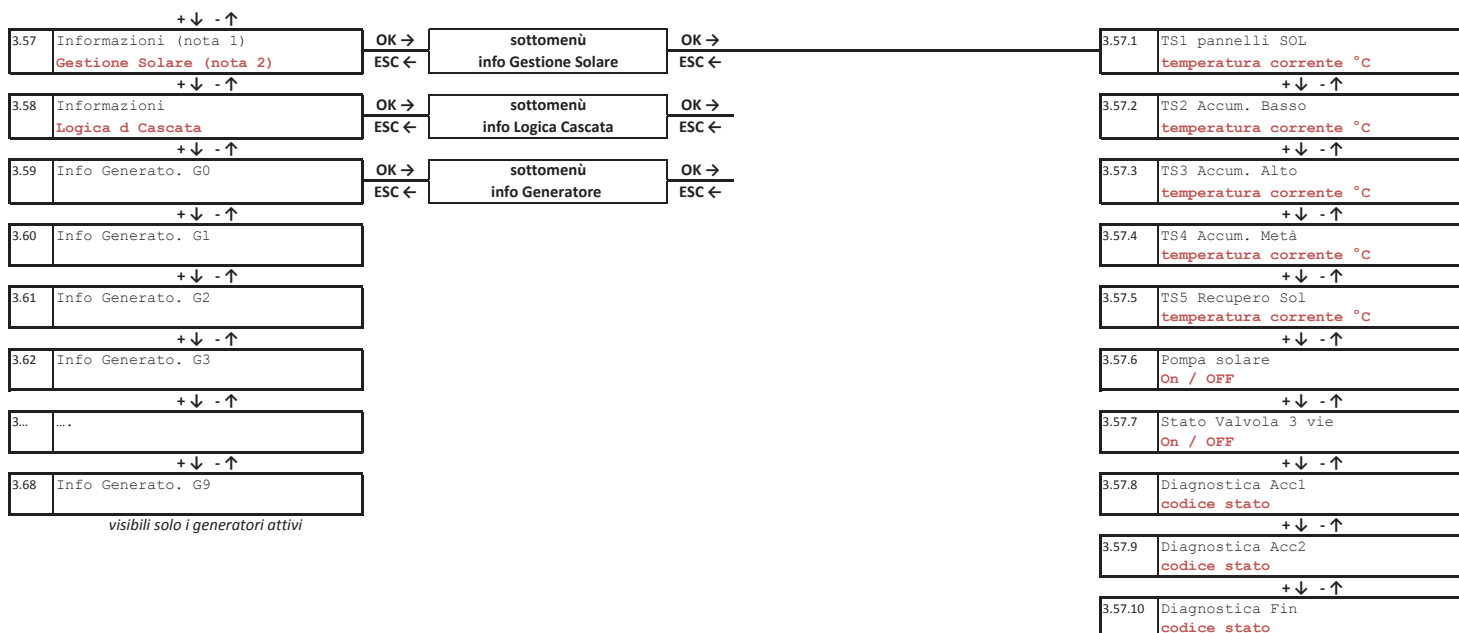 + ↓ - ↑
3.57 Informazioni (nota 1)
Gestione Solare (nota 2)
OK → sottomenù OK →
ESC ← info Gestione Solare ESC ←
+ ↓ - ↑
3.58 Informazioni
Logica d Cascata
OK → sottomenù OK →
ESC ← info Logica Cascata ESC ←
+ ↓ - ↑
3.59 Info Generato. G0
OK → sottomenù OK →
ESC ← info Generatore ESC ←
+ ↓ - ↑
3.60 Info Generato. G1
+ ↓ - ↑
3.61 Info Generato. G2
+ ↓ - ↑
3.62 Info Generato. G3
+ ↓ - ↑
3… ….
+ ↓ - ↑
3.68 Info Generato. G9
visibili solo i generatori attivi
3.57.1 TS1 pannelli SOL
temperatura corrente °C
+ ↓ - ↑
3.57.2 TS2 Accum. Basso
temperatura corrente °C
+ ↓ - ↑
3.57.3 TS3 Accum. Alto
temperatura corrente °C
+ ↓ - ↑
3.57.4 TS4 Accum. Metà
temperatura corrente °C
+ ↓ - ↑
3.57.5 TS5 Recupero Sol
temperatura corrente °C
+ ↓ - ↑
3.57.6 Pompa solare
On / OFF
+ ↓ - ↑
3.57.7 Stato Valvola 3 vie
On / OFF
+ ↓ - ↑
3.57.8 Diagnostica Acc1
codice stato
+ ↓ - ↑
3.57.9 Diagnostica Acc2
codice stato
+ ↓ - ↑
3.57.10 Diagnostica Fin
codice stato